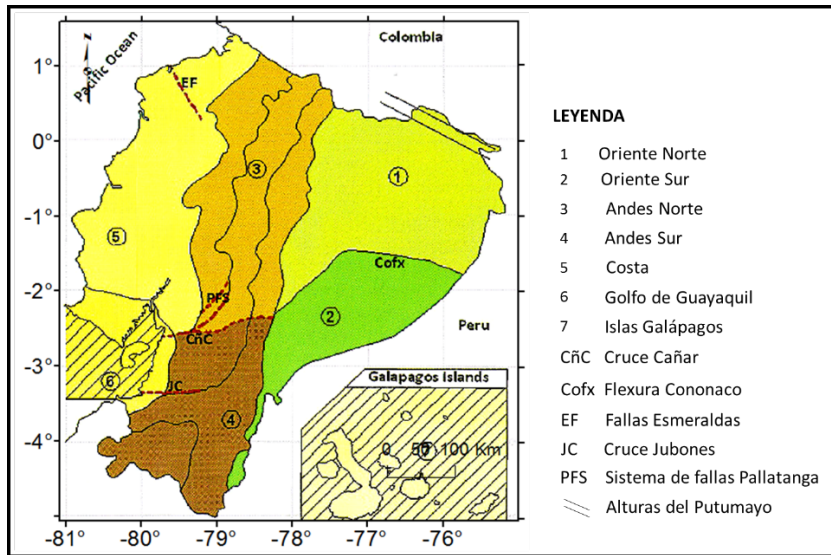 Colombia
Pacific Ocean
N
EF
1°
0°
-1°
-2°
-3°
-4°
3
1
5
Cofx
PFS
2
Peru
CñC
6
JC
4
Galapagos Islands
0 50 100 Km
7
-81° -80° -79° -78° -77° -76°
LEYENDA
1 Oriente Norte
2 Oriente Sur
3 Andes Norte
4 Andes Sur
5 Costa
6 Golfo de Guayaquil
7 Islas Galápagos
CñC Cruce Cañar
Cofx Flexura Cononaco
EF Fallas Esmeraldas
JC Cruce Jubones
PFS Sistema de fallas Pallatanga
Alturas del Putumayo